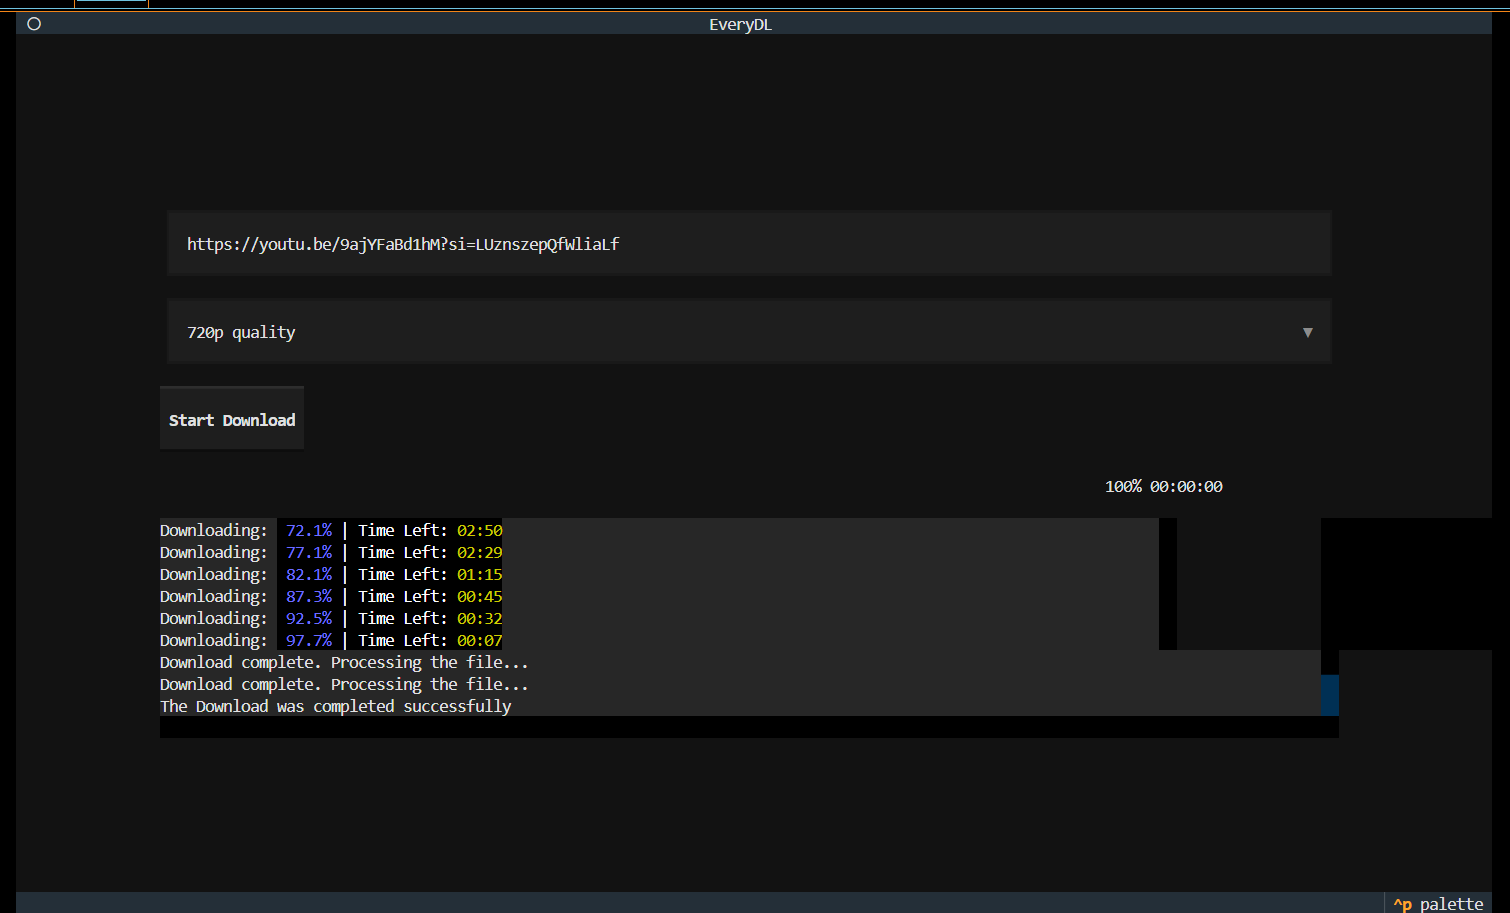 EveryDL
https://youtu.be/9ajYFaBd1hM?si=LUznszepQfWliaLf
720p quality ▼
Start Download
100% 00:00:00
Downloading:  72.1% | Time Left: 02:50
Downloading:  77.1% | Time Left: 02:29
Downloading:  82.1% | Time Left: 01:15
Downloading:  87.3% | Time Left: 00:45
Downloading:  92.5% | Time Left: 00:32
Downloading:  97.7% | Time Left: 00:07
Download complete. Processing the file...
Download complete. Processing the file...
The Download was completed successfully
^p palette